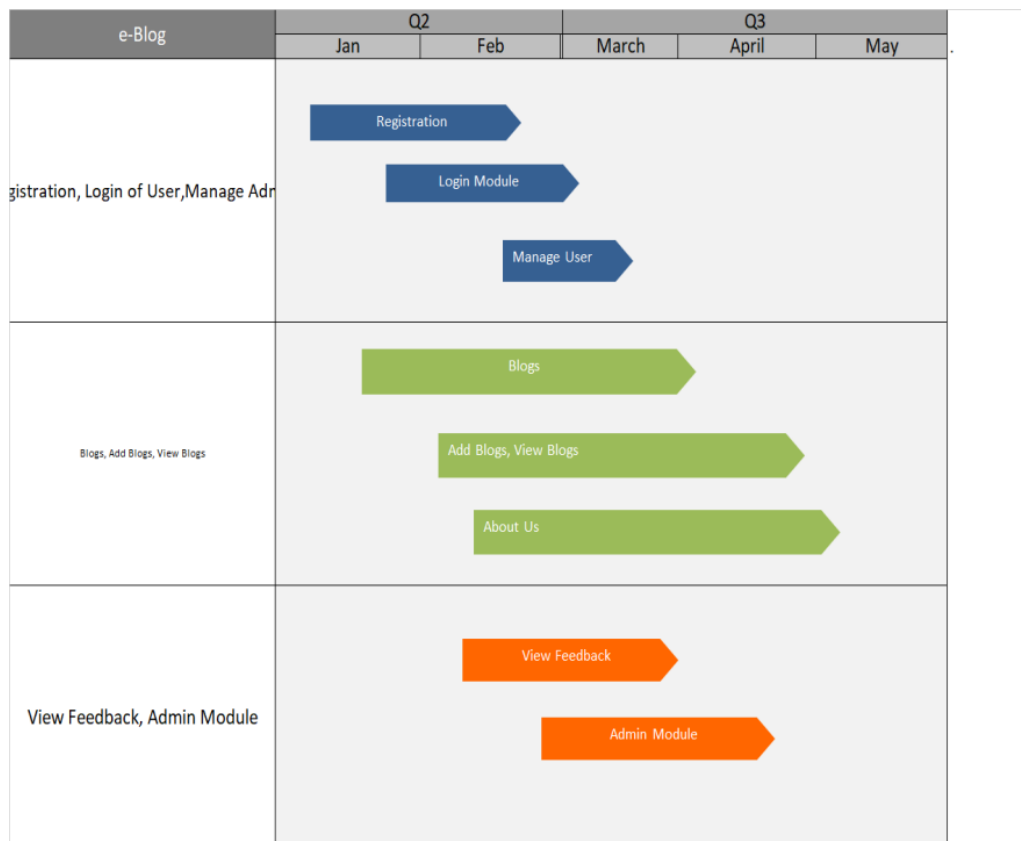 e-Blog
Q2
Q3
Jan
Feb
March
April
May
.
Registration
gistration, Login of User,Manage Adr
Login Module
Manage User
Blogs
Blogs, Add Blogs, View Blogs
Add Blogs, View Blogs
About Us
View Feedback
View Feedback, Admin Module
Admin Module